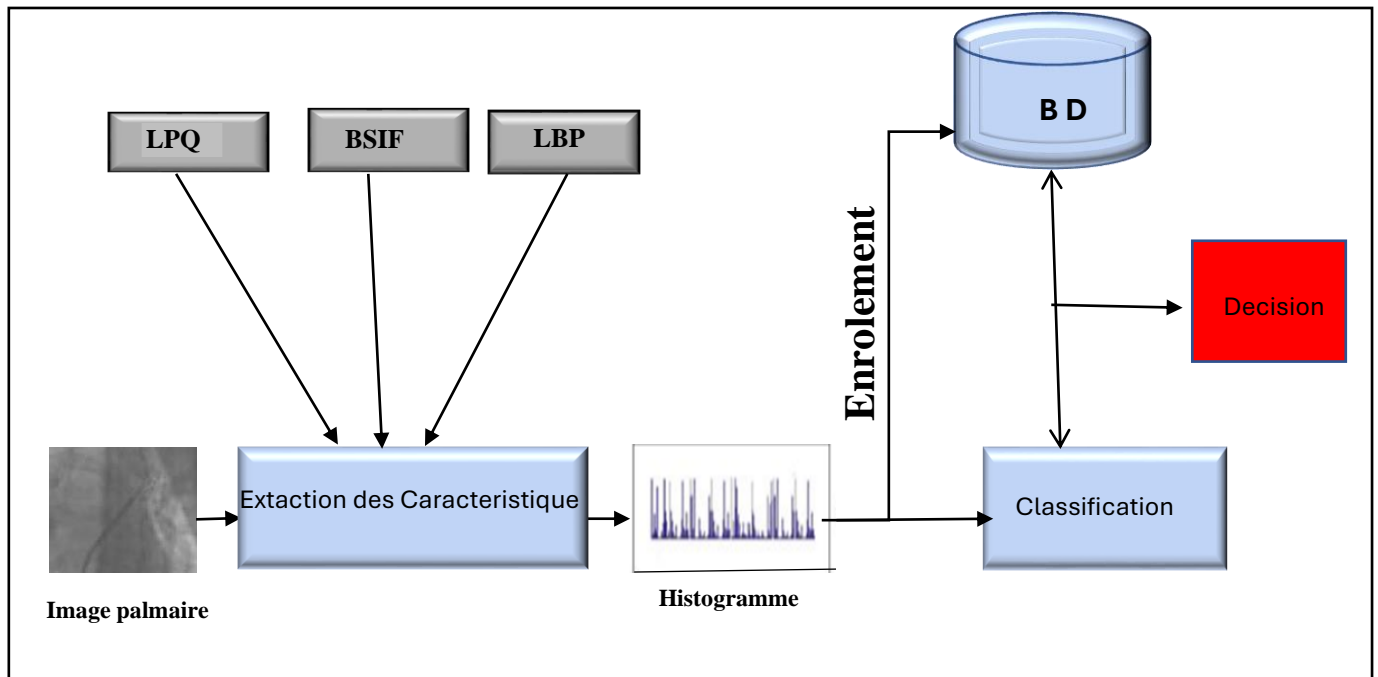 B D
LPQ
BSIF
LBP
Enrolement
Decision
Extaction des Caracteristique
Classification
Histogramme
Image palmaire